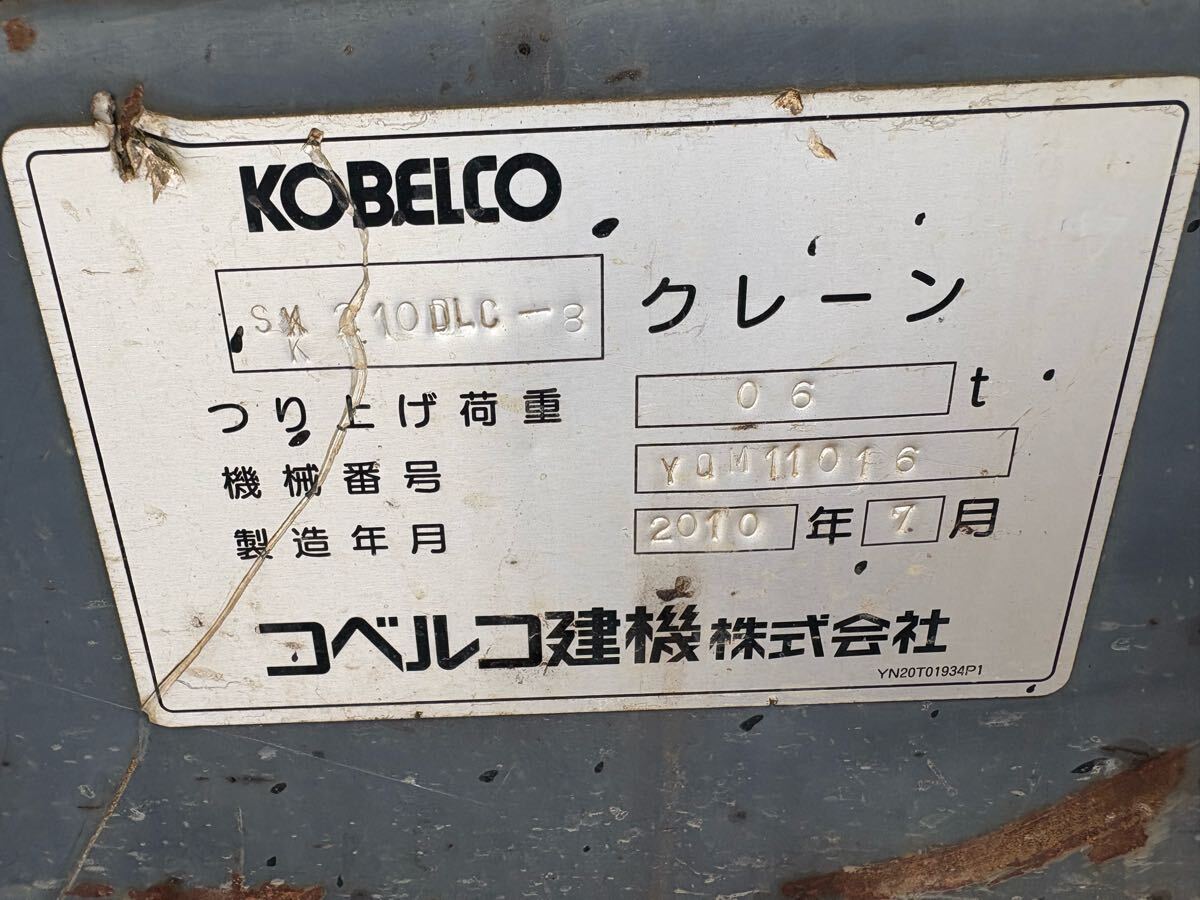 KOBELCO
SK210DLC-8 クレーン
つり上げ荷重 06 t
機械番号 YQM11016
製造年月 2010 年 7 月
コベルコ建機株式会社
YN20T01934P1